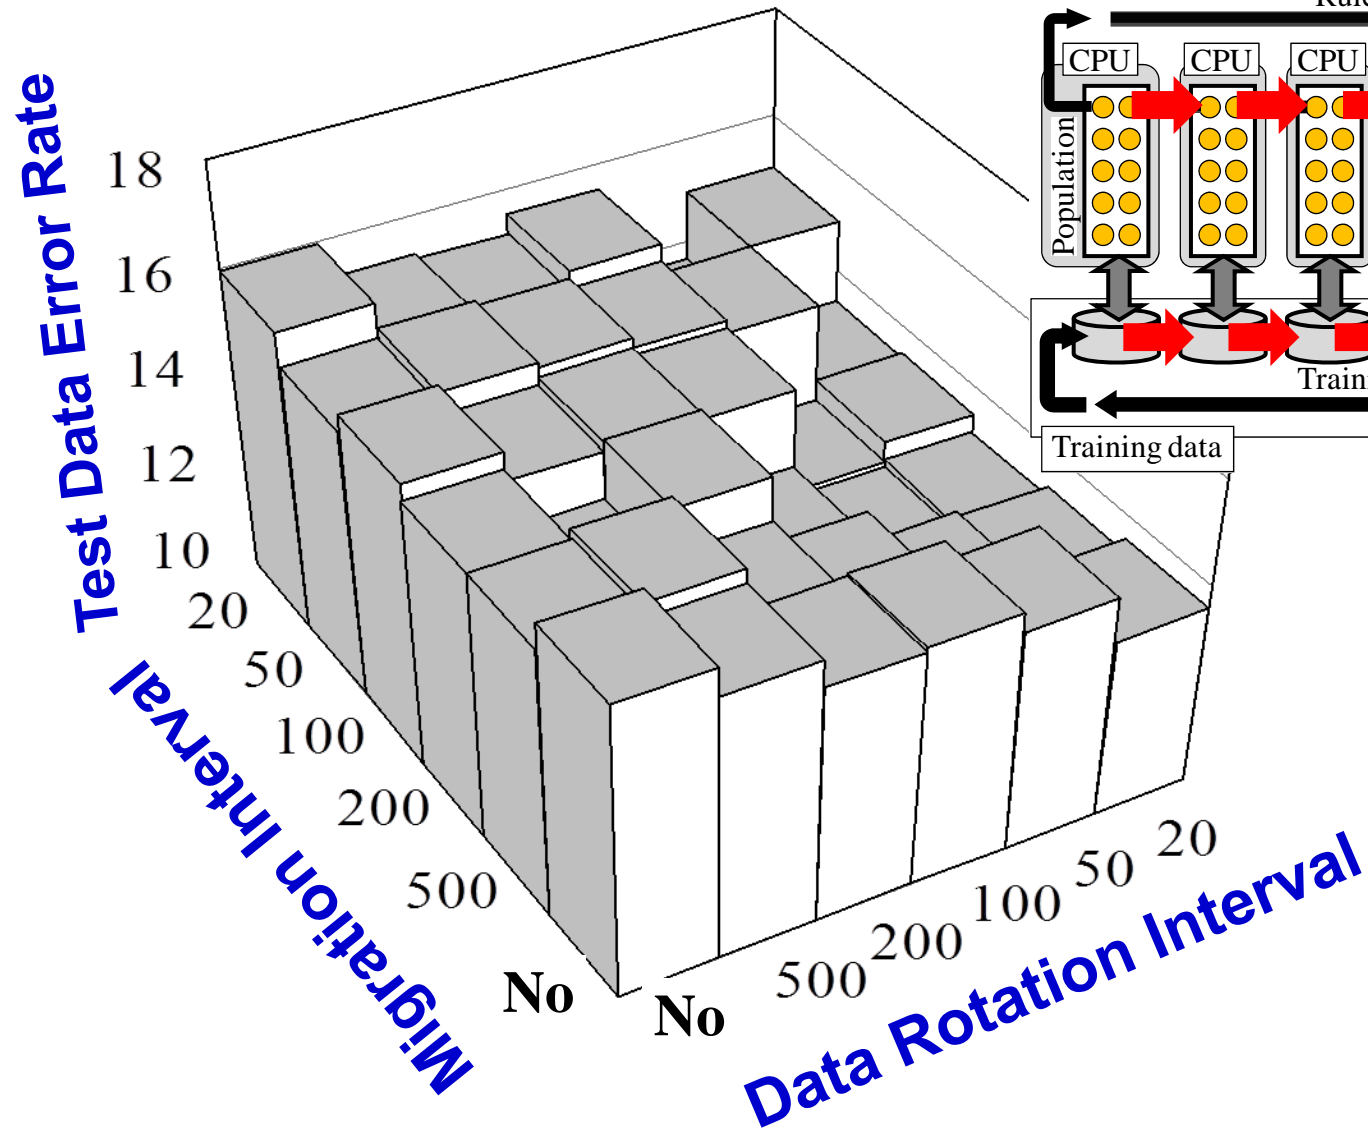 CPU
CPU
CPU
Population
Training data
Test Data Error Rate
18
16
14
12
10
20
50
100
200
500
No
Migration Interval
No
500
200
100
50
20
Data Rotation Interval